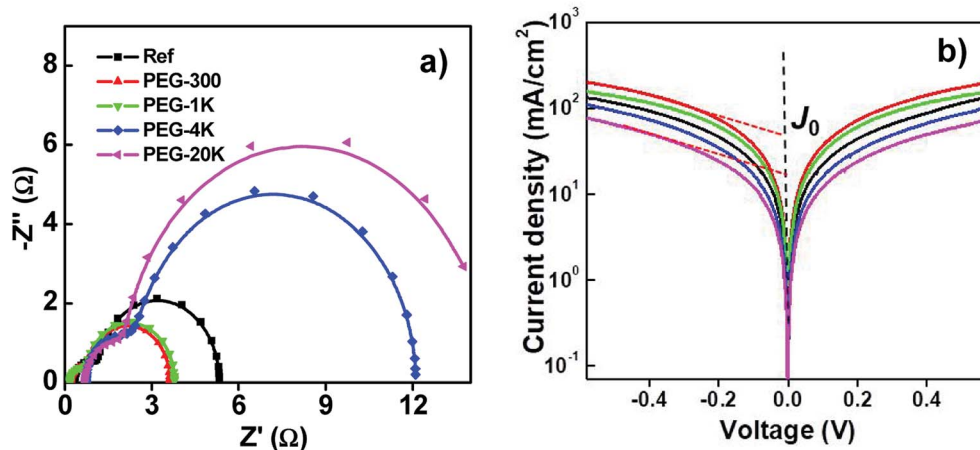 a)
8
6
4
2
0
-Z'' (Ω)
Ref
PEG-300
PEG-1K
PEG-4K
PEG-20K
0 3 6 9 12
Z' (Ω)
b)
10³
10²
10¹
10⁰
10⁻¹
Current density (mA/cm²)
J₀
-0.4 -0.2 0.0 0.2 0.4
Voltage (V)